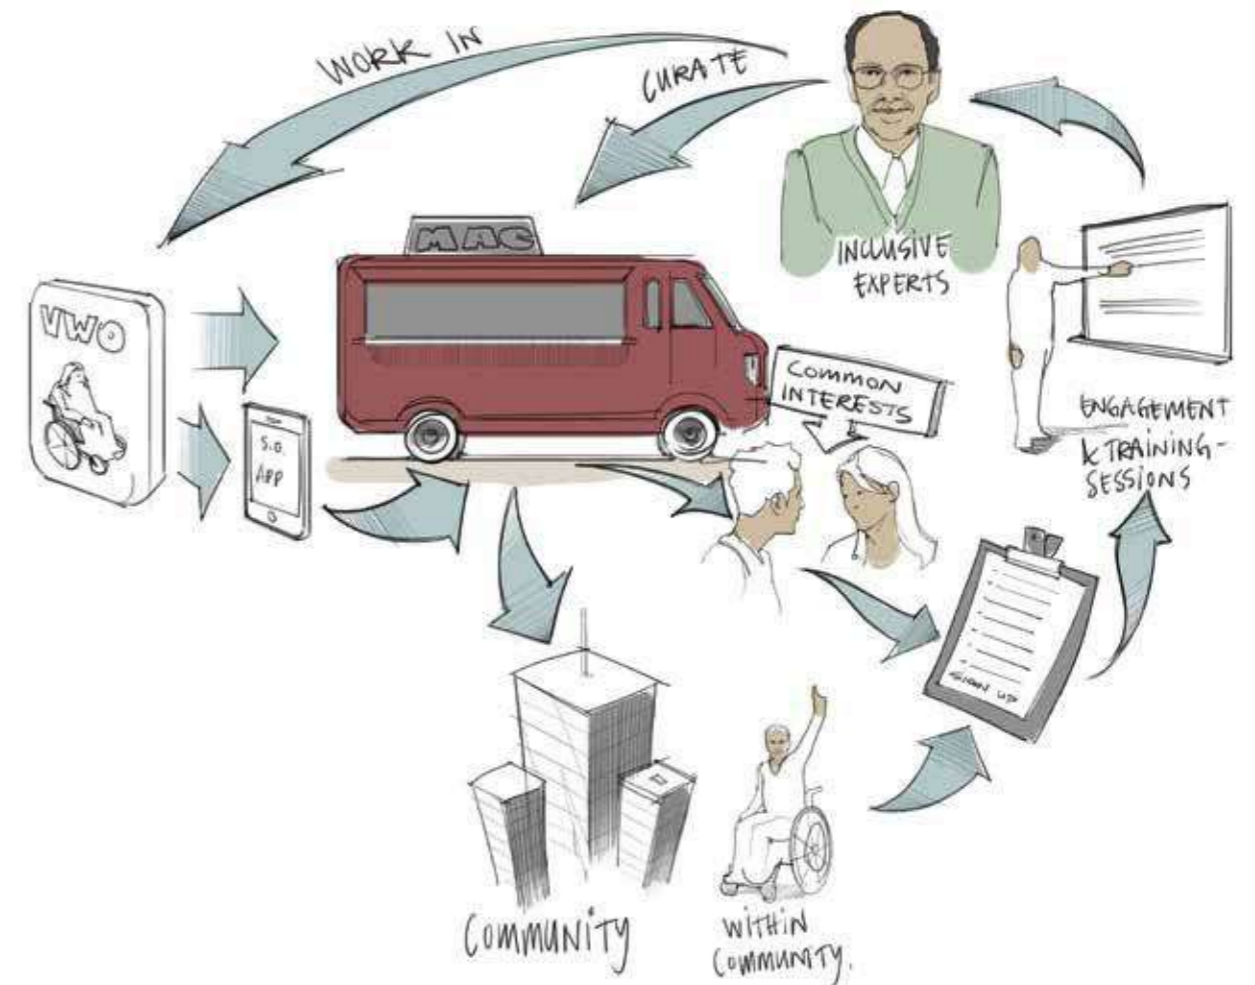 WORK IN
CURATE
INCLUSIVE
EXPERTS
MAC
VWO
S.G.
APP
COMMON
INTERESTS
ENGAGEMENT
& TRAINING-
SESSIONS
SIGN UP
COMMUNITY
WITHIN
COMMUNITY.